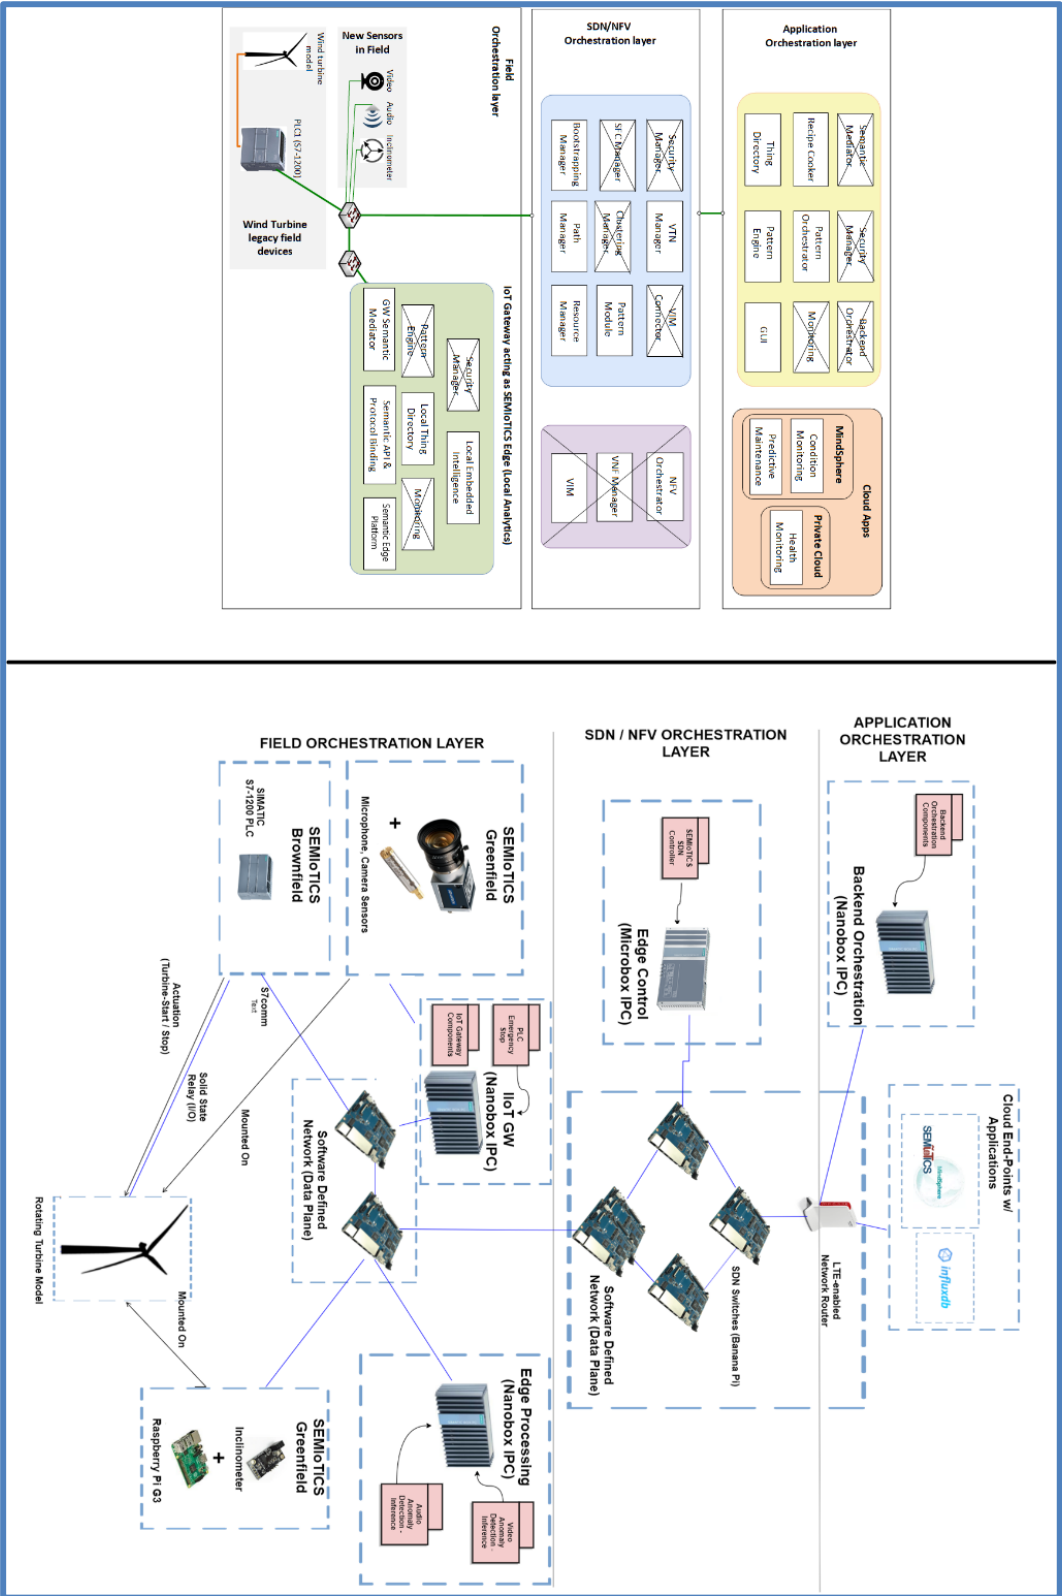 Application
Orchestration layer
Semantic
Mediator
Security
Manager
Backend
Orchestrator
Recipe Cooker
Pattern
Orchestrator
Monitoring
Thing
Directory
Pattern
Engine
GUI
Cloud Apps
MindSphere
Condition
Monitoring
Predictive
Maintenance
Private Cloud
Health
Monitoring
SDN/NFV
Orchestration layer
Security
Manager
VTN
Manager
VIM
Connector
SFC Manager
Clustering
Manager
Pattern
Module
Bootstrapping
Manager
Path
Manager
Resource
Manager
NFV
Orchestrator
VNF Manager
VIM
Field
Orchestration layer
New Sensors
in Field
Video
Audio
Inclinometer
Wind turbine
model
PLC1 (S7-1200)
Wind Turbine
legacy field
devices
IoT Gateway acting as SEMIoTICS Edge (Local Analytics)
Security
Manager
Local Embedded
Intelligence
Pattern
Engine
Local Thing
Directory
Monitoring
GW Semantic
Mediator
Semantic API &
Protocol Binding
Semantic Edge
Platform
APPLICATION
ORCHESTRATION
LAYER
Backend
Orchestration
Components
Backend Orchestration
(Nanobox IPC)
Cloud End-Points w/
Applications
SEMIoTICS
MindSphere
influxdb
LTE-enabled
Network Router
SDN / NFV ORCHESTRATION
LAYER
SEMIoTICS
SDN
Controller
Edge Control
(Microbox IPC)
SDN Switches (Banana Pi)
Software Defined
Network (Data Plane)
FIELD ORCHESTRATION LAYER
SEMIoTICS
Greenfield
+
Microphone, Camera Sensors
SEMIoTICS
Brownfield
SIMATIC
S7-1200 PLC
PLC
Emergency
Stop
IoT Gateway
Components
IIoT GW
(Nanobox IPC)
S7comm
Text
Software Defined
Network (Data Plane)
Actuation
(Turbine-Start / Stop)
Solid State
Relay (I/O)
Mounted On
Rotating Turbine Model
Mounted On
Edge Processing
(Nanobox IPC)
Video
Anomaly
Detection -
Inference
Audio
Anomaly
Detection -
Inference
SEMIoTICS
Greenfield
Inclinometer
+
Raspberry Pi G3